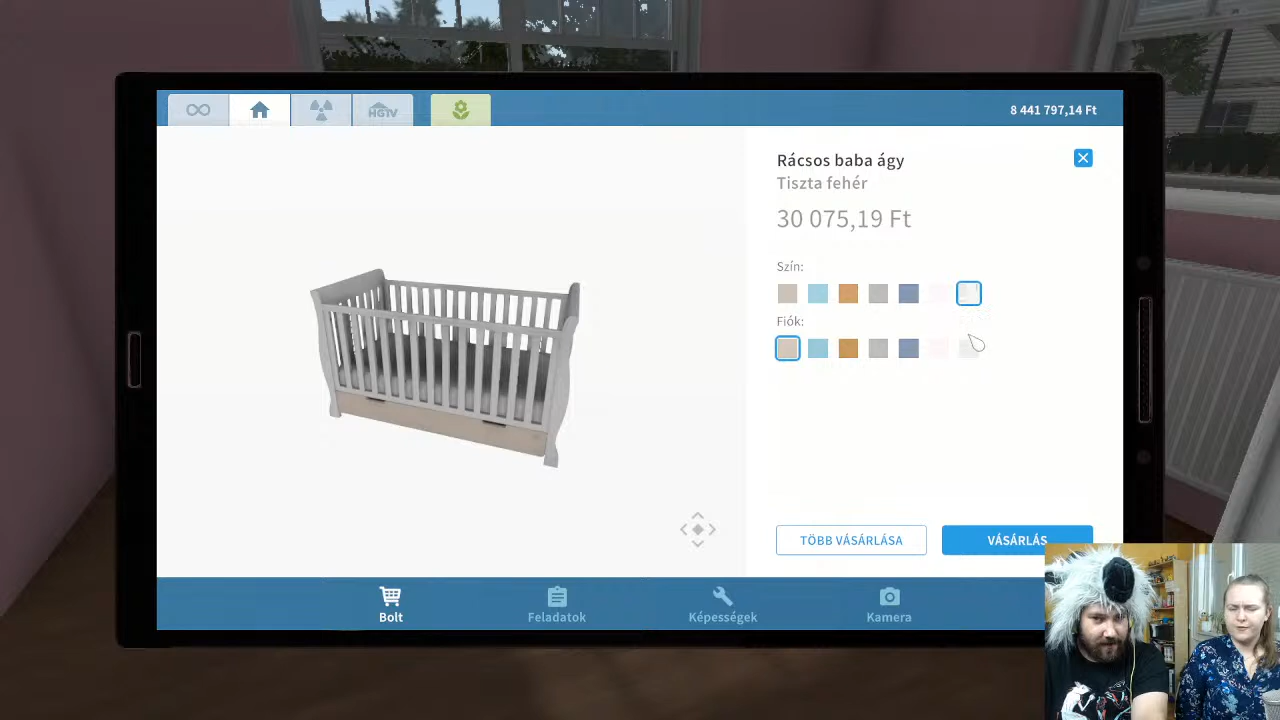 HGTV
8 441 797,14 Ft
Rácsos baba ágy
Tiszta fehér
30 075,19 Ft
Szín:
Fiók:
TÖBB VÁSÁRLÁSA
VÁSÁRLÁS
Bolt
Feladatok
Képességek
Kamera